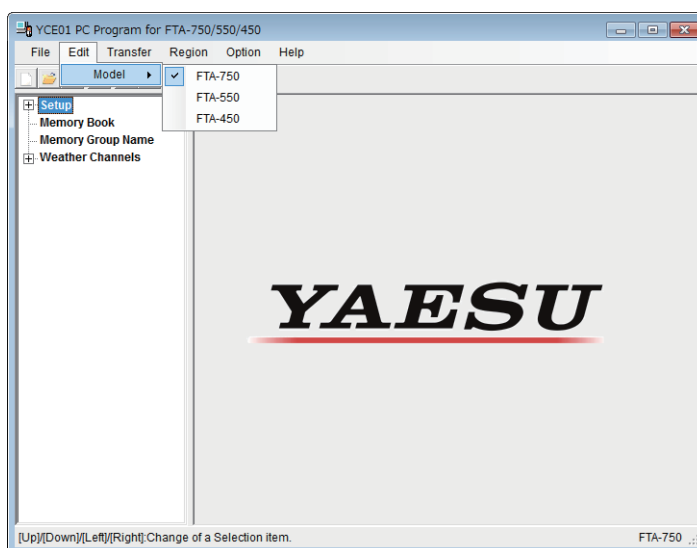 YCE01 PC Program for FTA-750/550/450
File Edit Transfer Region Option Help
Model
FTA-750
FTA-550
FTA-450
Setup
Memory Book
Memory Group Name
Weather Channels
YAESU
[Up]/[Down]/[Left]/[Right]:Change of a Selection item.
FTA-750